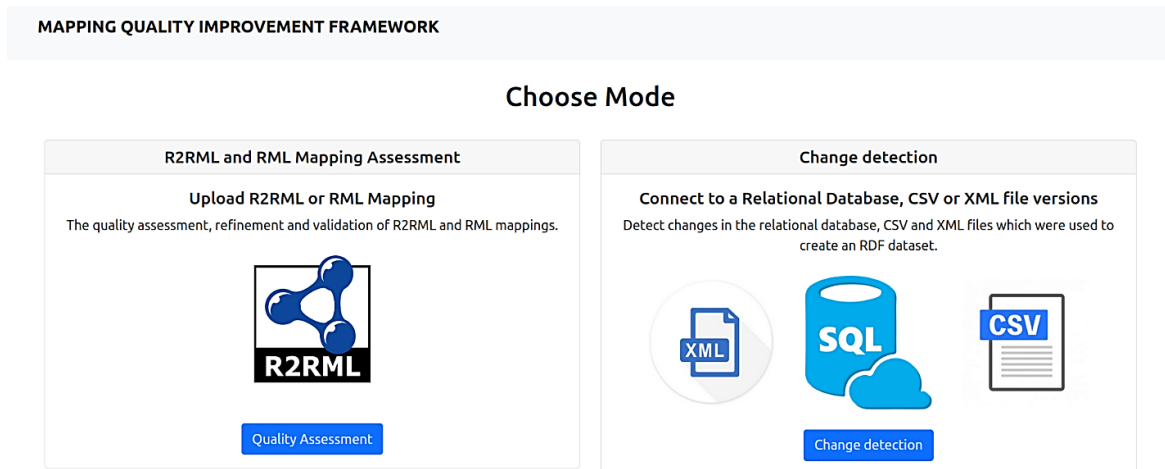 MAPPING QUALITY IMPROVEMENT FRAMEWORK
Choose Mode
R2RML and RML Mapping Assessment
Upload R2RML or RML Mapping
The quality assessment, refinement and validation of R2RML and RML mappings.
R2RML
Quality Assessment
Change detection
Connect to a Relational Database, CSV or XML file versions
Detect changes in the relational database, CSV and XML files which were used to
create an RDF dataset.
XML
SQL
CSV
Change detection